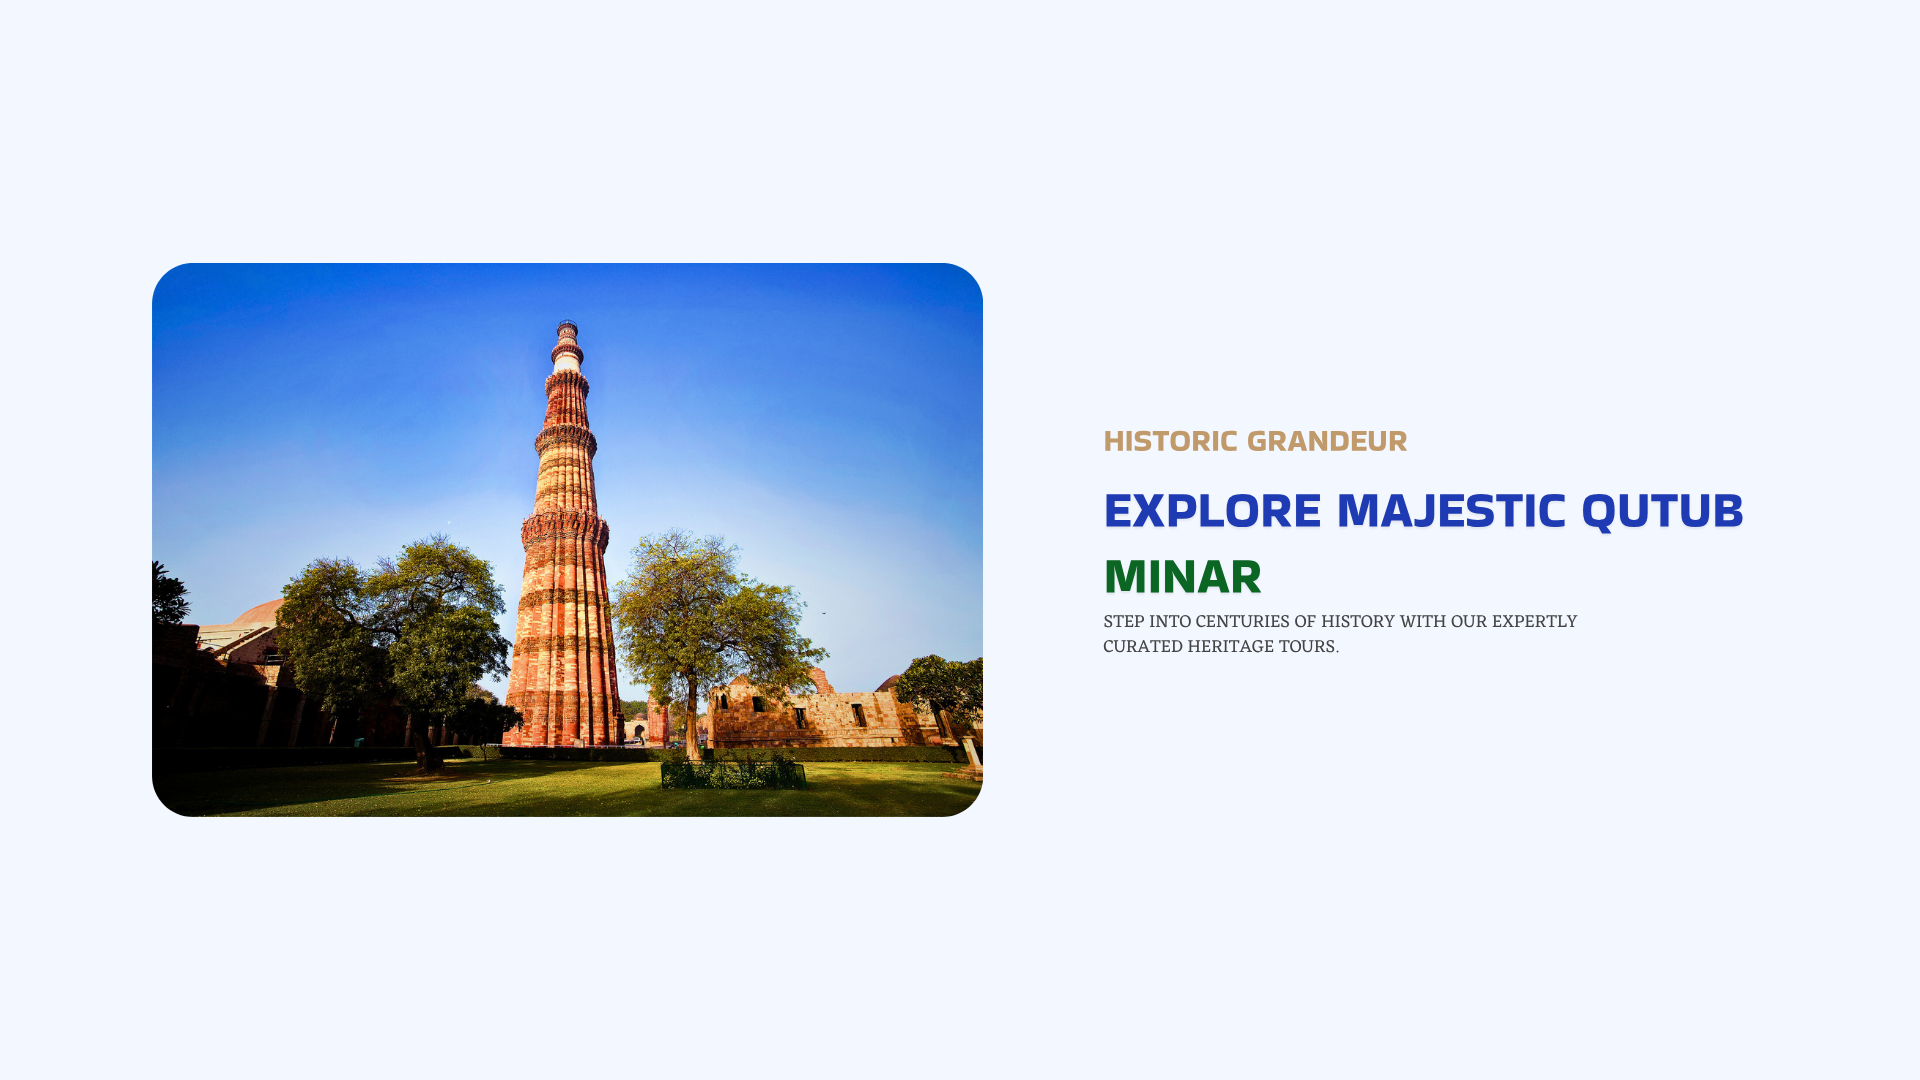 HISTORIC GRANDEUR
EXPLORE MAJESTIC QUTUB
MINAR
STEP INTO CENTURIES OF HISTORY WITH OUR EXPERTLY
CURATED HERITAGE TOURS.